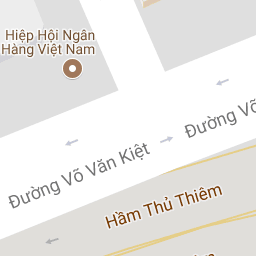 Hiệp Hội Ngân
Hàng Việt Nam
Đường Võ
Đường Võ Văn Kiệt
Hầm Thủ Thiêm